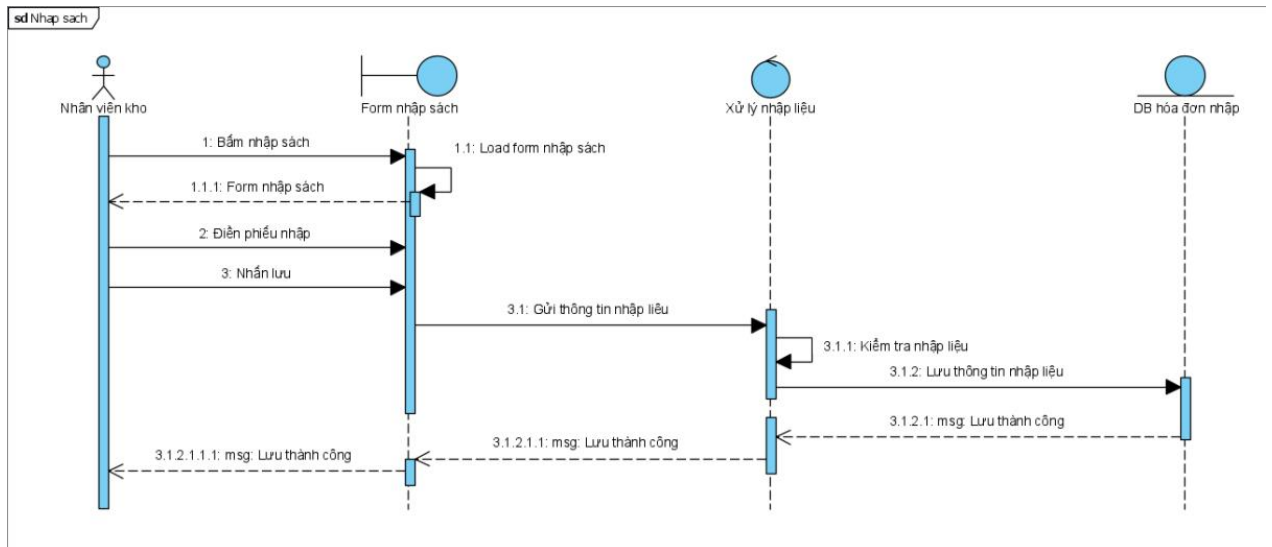 sd Nhap sach
Nhân viên kho
Form nhập sách
Xử lý nhập liệu
DB hóa đơn nhập
1: Bấm nhập sách
1.1: Load form nhập sách
1.1.1: Form nhập sách
2: Điền phiếu nhập
3: Nhấn lưu
3.1: Gửi thông tin nhập liêu
3.1.1: Kiểm tra nhập liệu
3.1.2: Lưu thông tin nhập liệu
3.1.2.1: msg: Lưu thành công
3.1.2.1.1: msg: Lưu thành công
3.1.2.1.1.1: msg: Lưu thành công